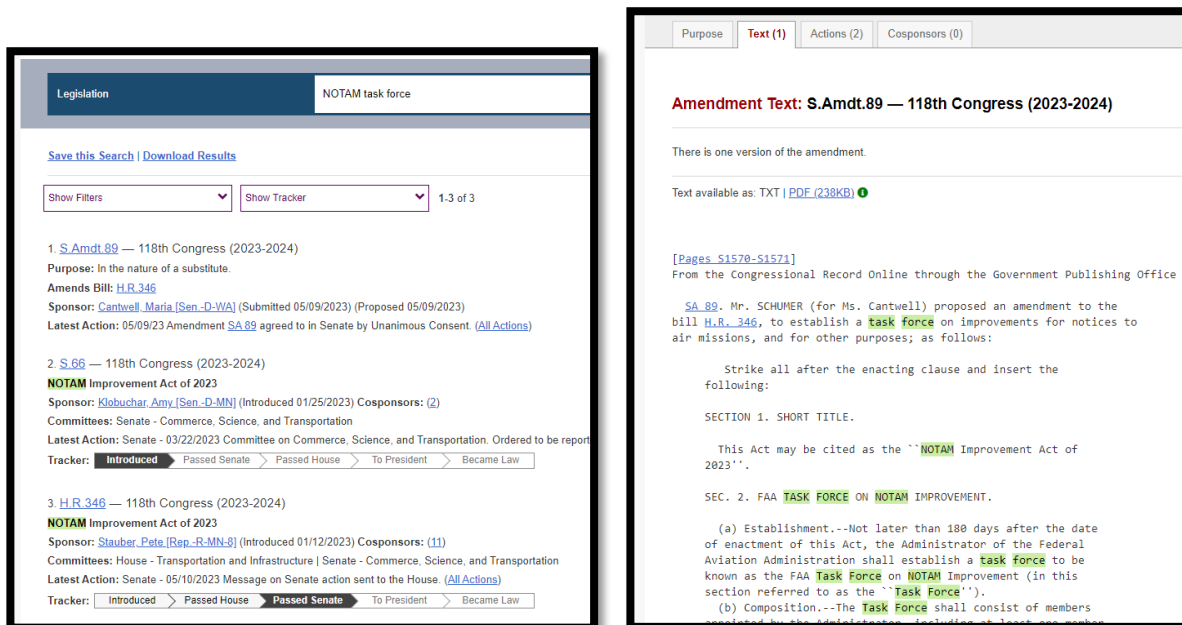 Legislation
NOTAM task force
Save this Search | Download Results
Show Filters
Show Tracker
1-3 of 3
1. S.Amdt.89 — 118th Congress (2023-2024)
Purpose: In the nature of a substitute.
Amends Bill: H.R.346
Sponsor: Cantwell, Maria [Sen.-D-WA] (Submitted 05/09/2023) (Proposed 05/09/2023)
Latest Action: 05/09/23 Amendment SA 89 agreed to in Senate by Unanimous Consent. (All Actions)
2. S.66 — 118th Congress (2023-2024)
NOTAM Improvement Act of 2023
Sponsor: Klobuchar, Amy [Sen.-D-MN] (Introduced 01/25/2023) Cosponsors: (2)
Committees: Senate - Commerce, Science, and Transportation
Latest Action: Senate - 03/22/2023 Committee on Commerce, Science, and Transportation. Ordered to be report
Tracker: Introduced Passed Senate Passed House To President Became Law
3. H.R.346 — 118th Congress (2023-2024)
NOTAM Improvement Act of 2023
Sponsor: Stauber, Pete [Rep.-R-MN-8] (Introduced 01/12/2023) Cosponsors: (11)
Committees: House - Transportation and Infrastructure | Senate - Commerce, Science, and Transportation
Latest Action: Senate - 05/10/2023 Message on Senate action sent to the House. (All Actions)
Tracker: Introduced Passed House Passed Senate To President Became Law
Purpose
Text (1)
Actions (2)
Cosponsors (0)
Amendment Text: S.Amdt.89 — 118th Congress (2023-2024)
There is one version of the amendment.
Text available as: TXT | PDF (238KB)
[Pages S1570-S1571]
From the Congressional Record Online through the Government Publishing Office
SA 89. Mr. SCHUMER (for Ms. Cantwell) proposed an amendment to the
bill H.R. 346, to establish a task force on improvements for notices to
air missions, and for other purposes; as follows:
Strike all after the enacting clause and insert the
following:
SECTION 1. SHORT TITLE.
This Act may be cited as the ``NOTAM Improvement Act of
2023''.
SEC. 2. FAA TASK FORCE ON NOTAM IMPROVEMENT.
(a) Establishment.--Not later than 180 days after the date
of enactment of this Act, the Administrator of the Federal
Aviation Administration shall establish a task force to be
known as the FAA Task Force on NOTAM Improvement (in this
section referred to as the ``Task Force'').
(b) Composition.--The Task Force shall consist of members
appointed by the Administrator, including at least one member